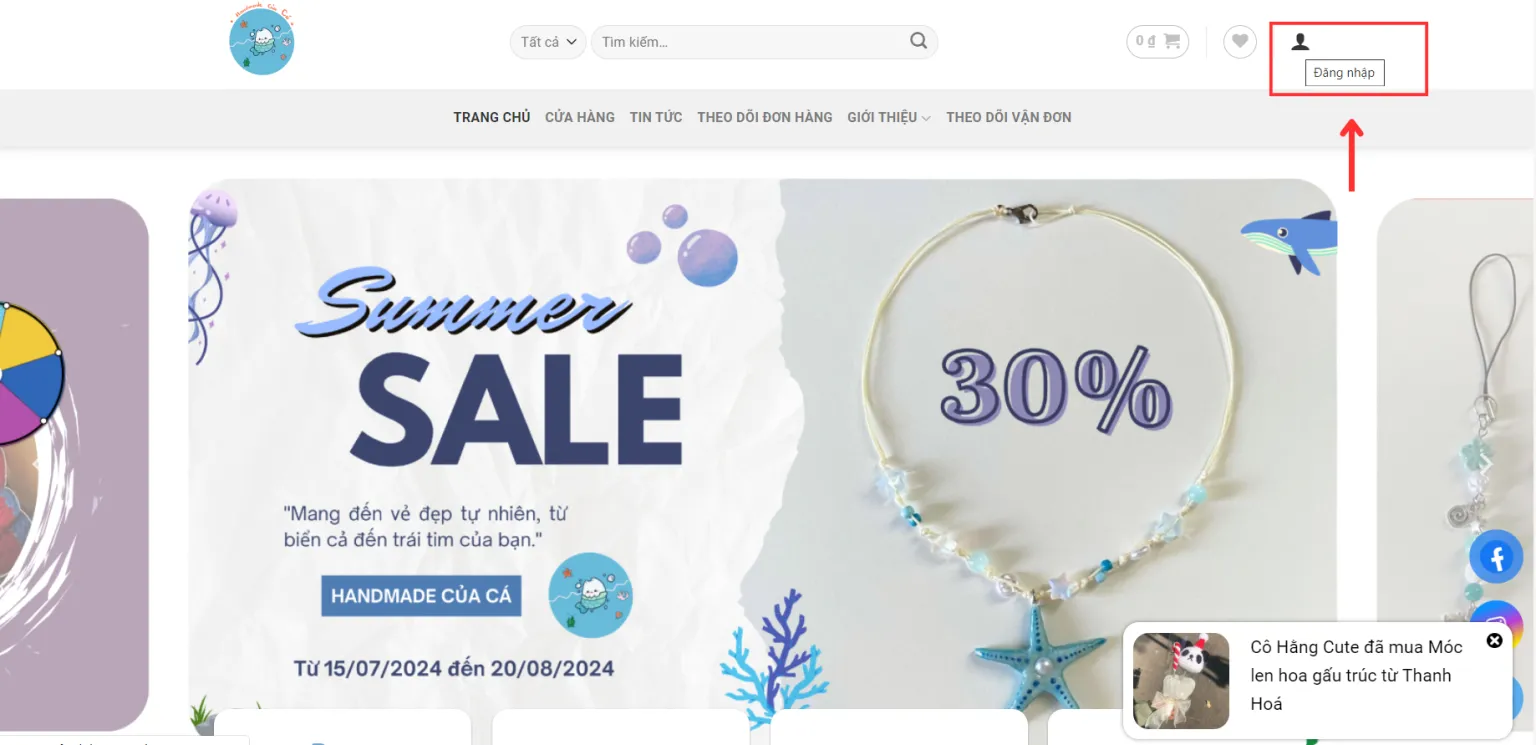 Handmade Của Cá
Tất cả
Tìm kiếm...
0 ₫
Đăng nhập
TRANG CHỦ
CỬA HÀNG
TIN TỨC
THEO DÕI ĐƠN HÀNG
GIỚI THIỆU
THEO DÕI VẬN ĐƠN
Summer
SALE
30%
"Mang đến vẻ đẹp tự nhiên, từ
biển cả đến trái tim của bạn."
HANDMADE CỦA CÁ
Từ 15/07/2024 đến 20/08/2024
Cô Hằng Cute đã mua Móc
len hoa gấu trúc từ Thanh
Hoá